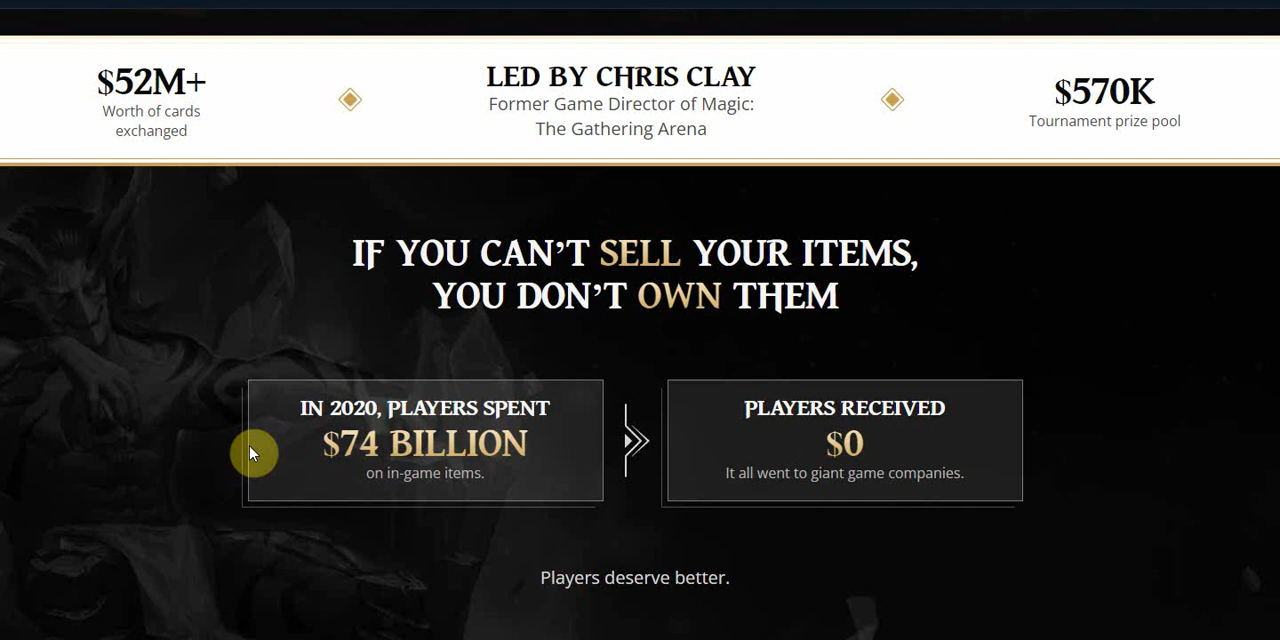 $52M+
Worth of cards
exchanged
LED BY CHRIS CLAY
Former Game Director of Magic:
The Gathering Arena
$570K
Tournament prize pool
IF YOU CAN’T SELL YOUR ITEMS,
YOU DON’T OWN THEM
IN 2020, PLAYERS SPENT
$74 BILLION
on in-game items.
PLAYERS RECEIVED
$0
It all went to giant game companies.
Players deserve better.